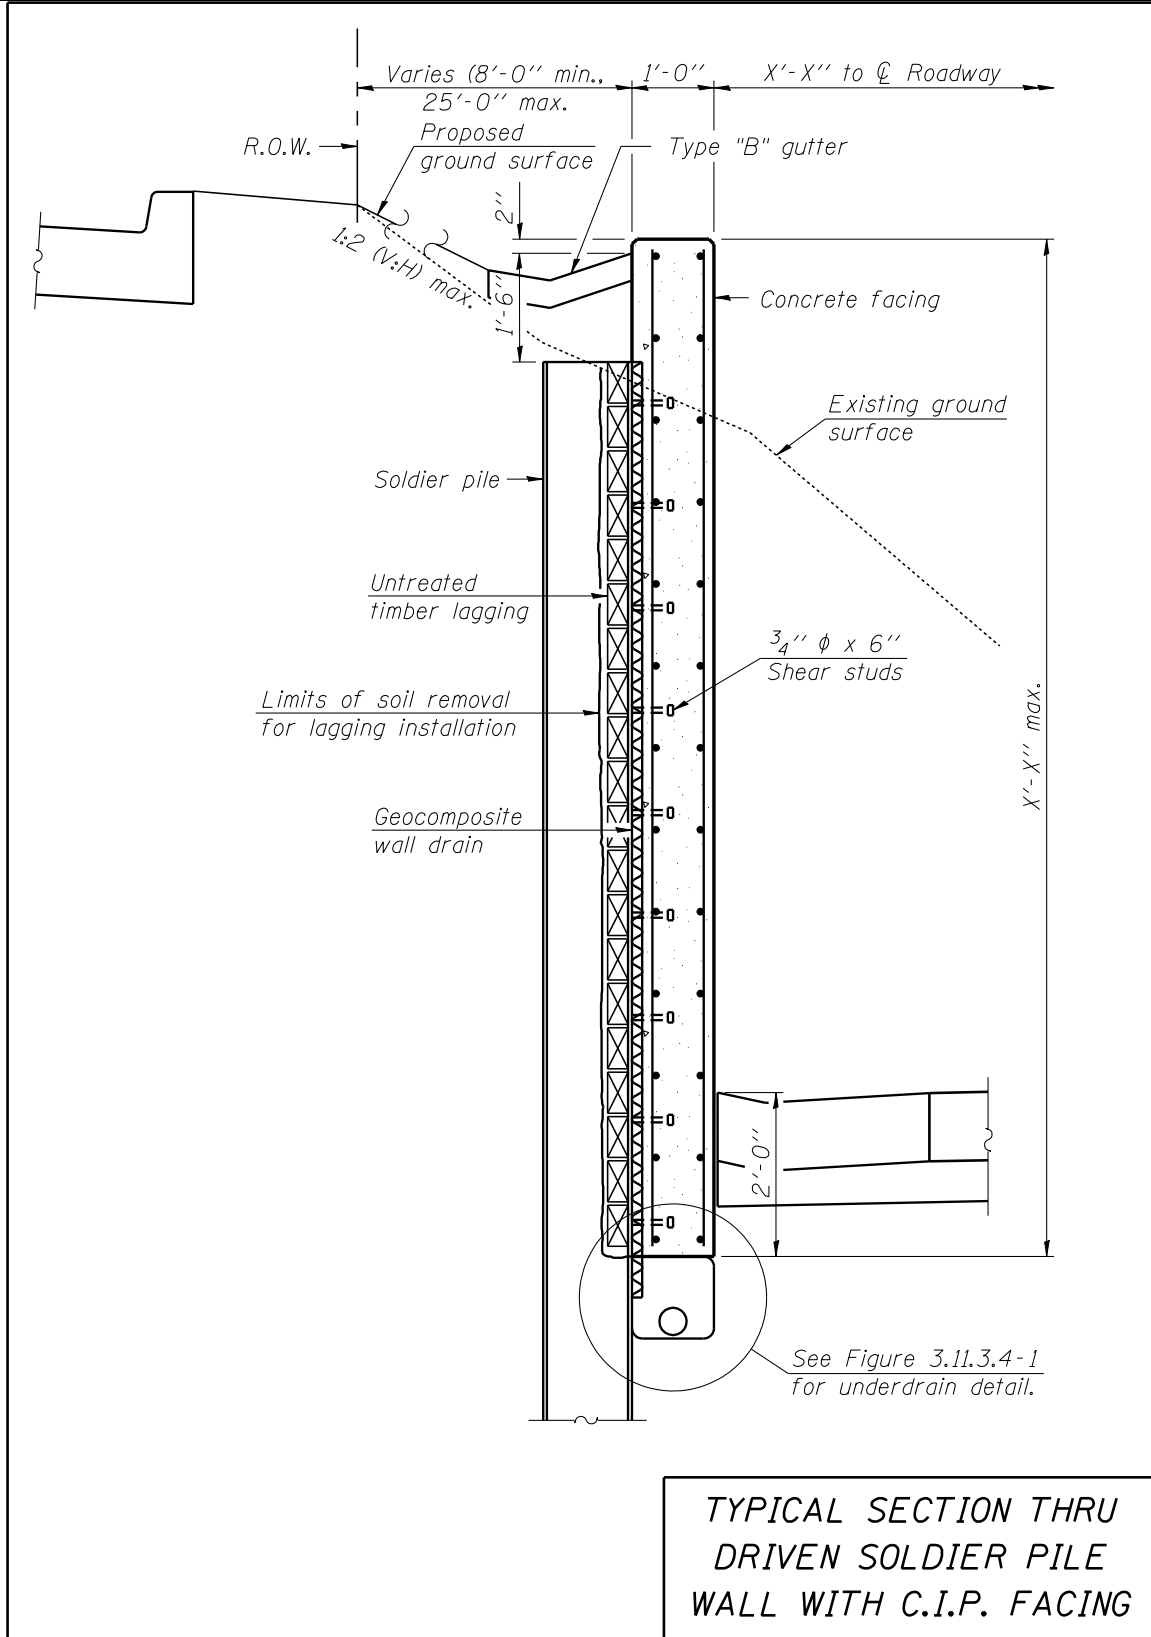 Varies (8'-0" min.,
25'-0" max.
1'-0"
X'-X" to ℄ Roadway
R.O.W.
Proposed
ground surface
Type "B" gutter
2"
1:2 (V:H) max.
1'-6"
Concrete facing
Existing ground
surface
Soldier pile
Untreated
timber lagging
3/4" ϕ x 6"
Shear studs
Limits of soil removal
for lagging installation
X'-X" max.
Geocomposite
wall drain
2'-0"
See Figure 3.11.3.4-1
for underdrain detail.
TYPICAL SECTION THRU
DRIVEN SOLDIER PILE
WALL WITH C.I.P. FACING